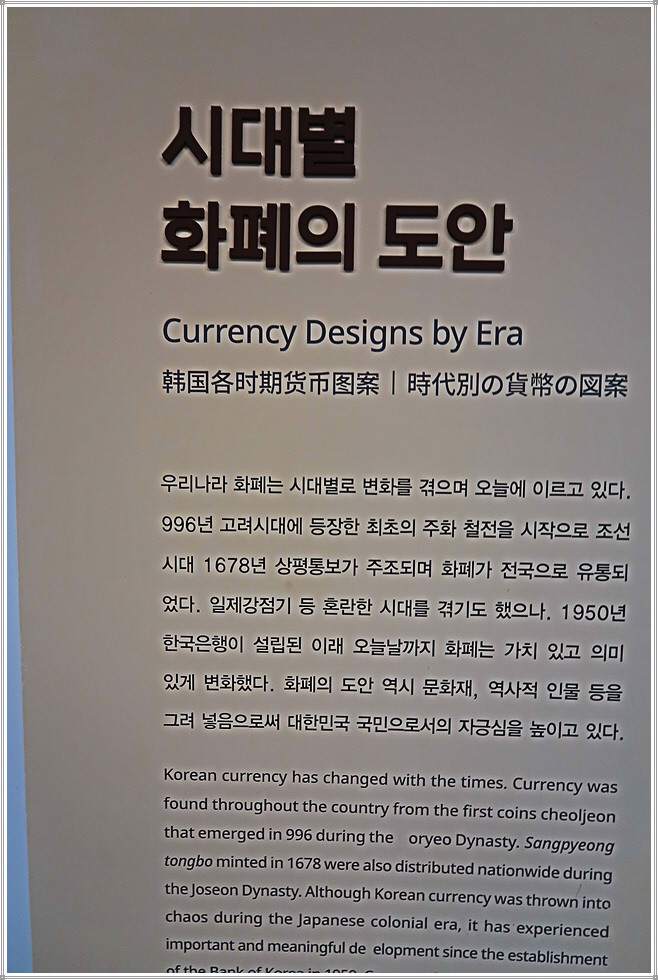 시대별
화폐의 도안
Currency Designs by Era
韩国各时期货币图案 | 時代別の貨幣の図案
우리나라 화폐는 시대별로 변화를 겪으며 오늘에 이르고 있다.
996년 고려시대에 등장한 최초의 주화 철전을 시작으로 조선
시대 1678년 상평통보가 주조되며 화폐가 전국으로 유통되
었다. 일제강점기 등 혼란한 시대를 겪기도 했으나, 1950년
한국은행이 설립된 이래 오늘날까지 화폐는 가치 있고 의미
있게 변화했다. 화폐의 도안 역시 문화재, 역사적 인물 등을
그려 넣음으로써 대한민국 국민으로서의 자긍심을 높이고 있다.
Korean currency has changed with the times. Currency was
found throughout the country from the first coins cheoljeon
that emerged in 996 during the oryeo Dynasty. Sangpyeong
tongbo minted in 1678 were also distributed nationwide during
the Joseon Dynasty. Although Korean currency was thrown into
chaos during the Japanese colonial era, it has experienced
important and meaningful de elopment since the establishment
of the Bank of Korea in 1950.